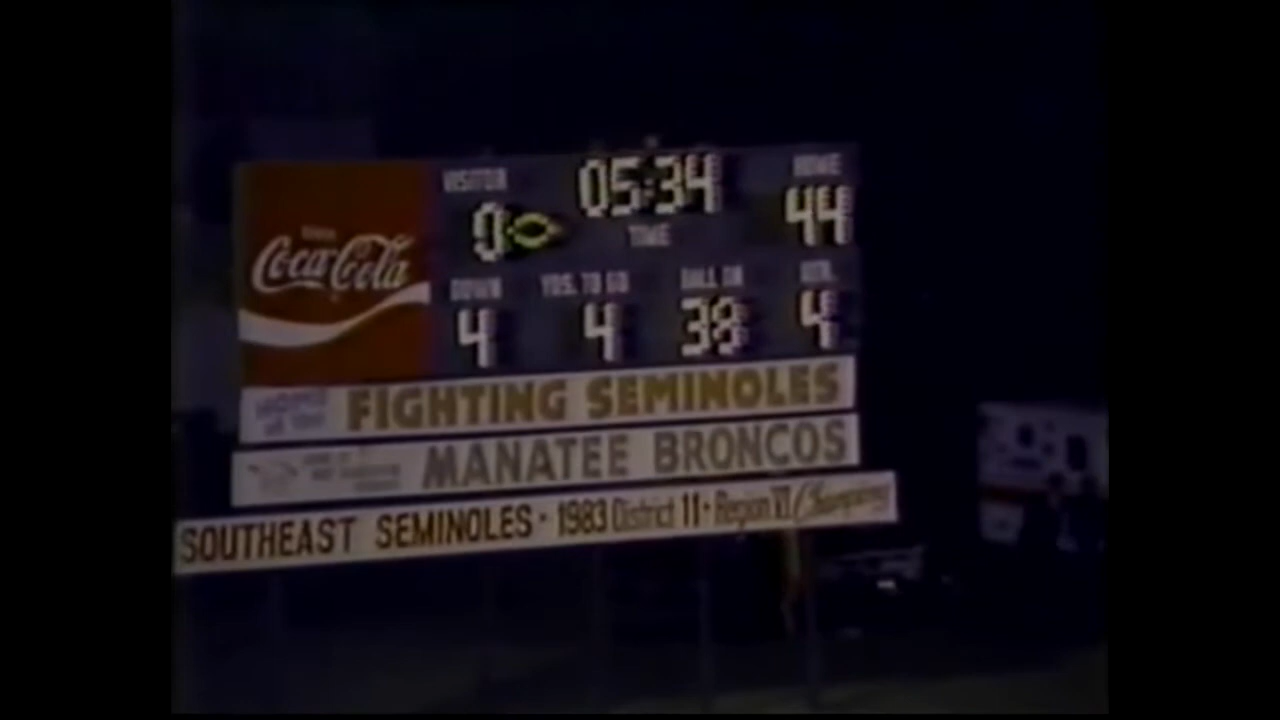 VISITOR 05:34 HOME
0 TIME 44
DOWN YDS. TO GO BALL ON QTR.
4 4 38 4
Coca-Cola
FIGHTING SEMINOLES
MANATEE BRONCOS
SOUTHEAST SEMINOLES - 1983 District 11 - Region VI Champions